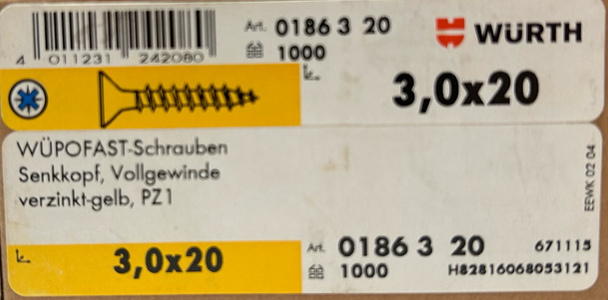 4 011231 242080
Art. 0186 3 20
1000
WÜRTH
3,0x20
WÜPOFAST-Schrauben
Senkkopf, Vollgewinde
verzinkt-gelb, PZ1
EEWK 02 04
3,0x20
Art. 0186 3 20
671115
1000
H82816068053121